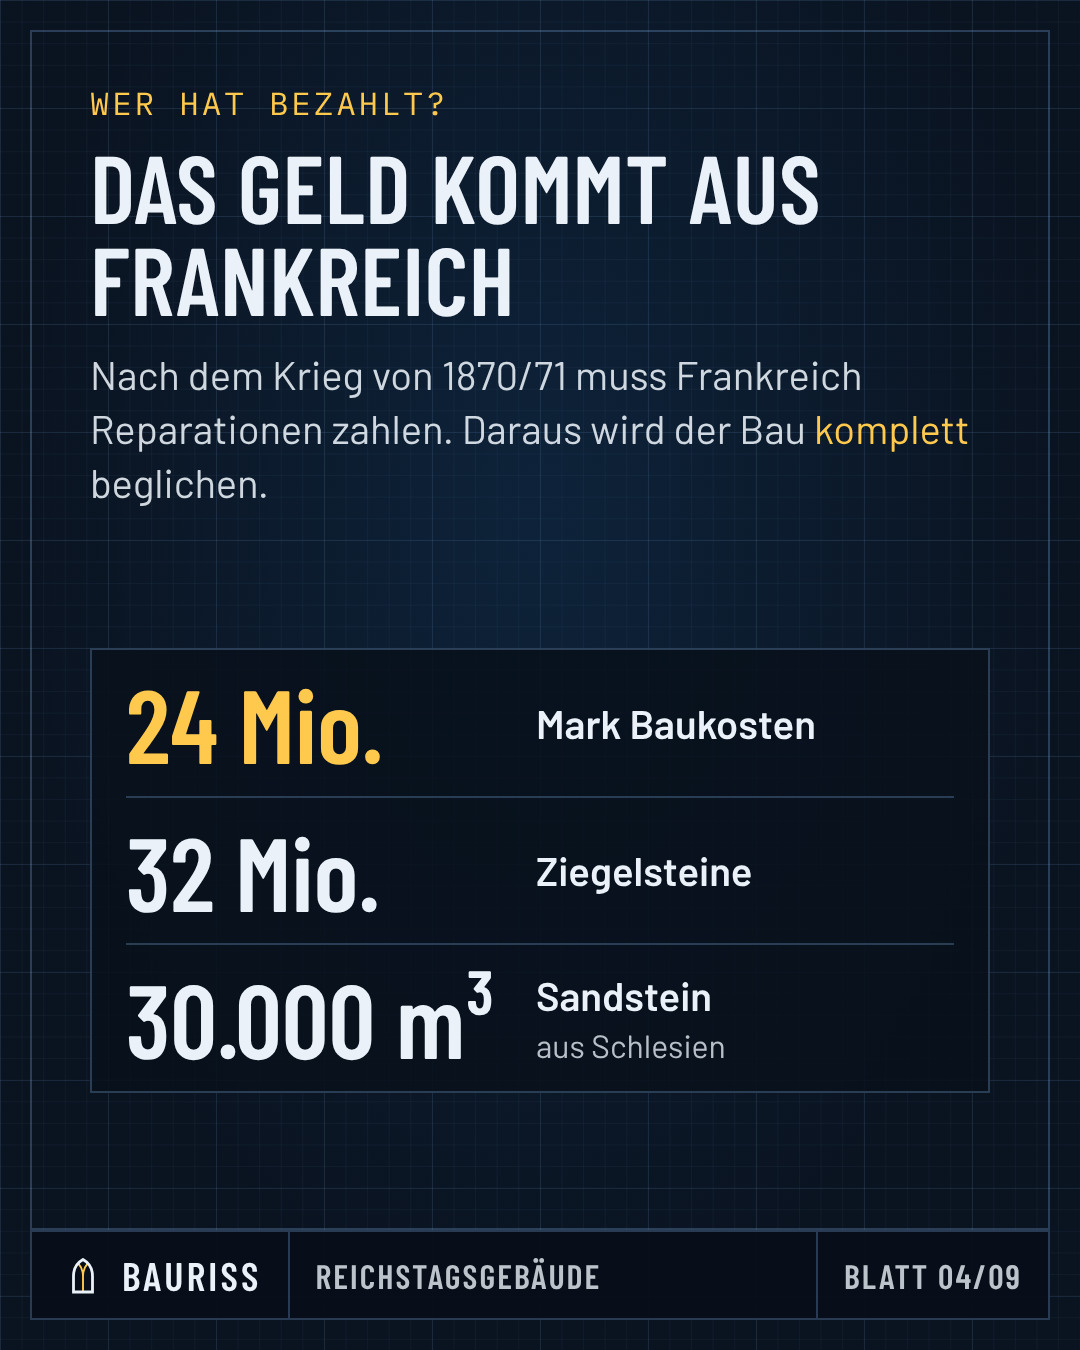 WER HAT BEZAHLT?
DAS GELD KOMMT AUS
FRANKREICH
Nach dem Krieg von 1870/71 muss Frankreich
Reparationen zahlen. Daraus wird der Bau komplett
beglichen.
24 Mio. Mark Baukosten
32 Mio. Ziegelsteine
30.000 m³ Sandstein
aus Schlesien
BAURISS REICHSTAGSGEBÄUDE BLATT 04/09